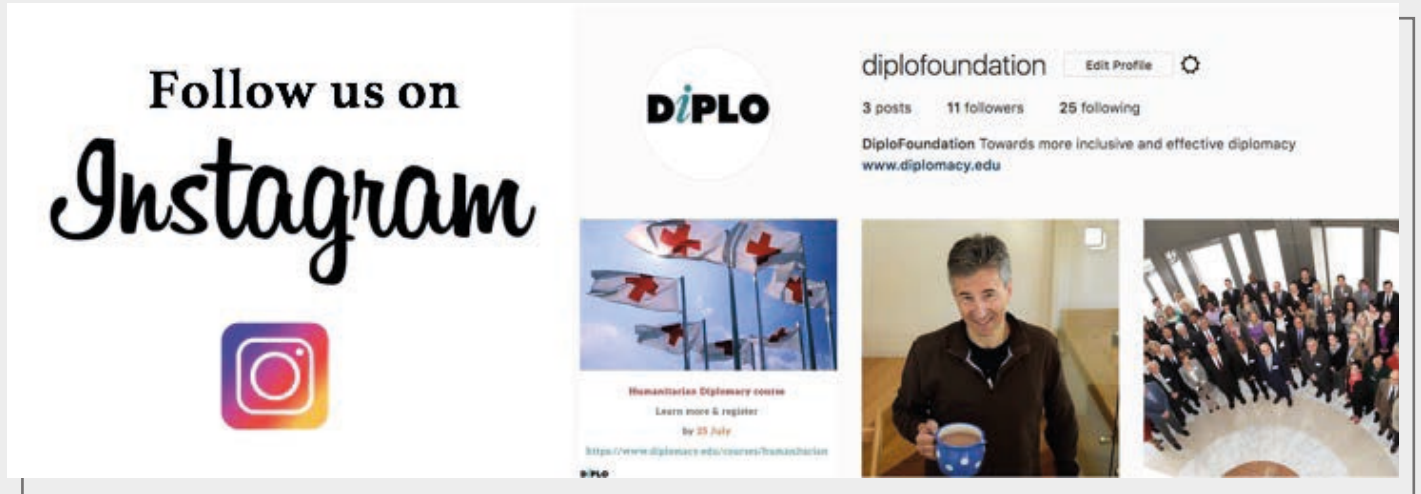 Follow us on
Instagram
DiPLO
diplofoundation Edit Profile
3 posts 11 followers 25 following
DiploFoundation Towards more inclusive and effective diplomacy
www.diplomacy.edu
Humanitarian Diplomacy course
Learn more & register
by 25 July
https://www.diplomacy.edu/courses/humanitarian
DiPLO